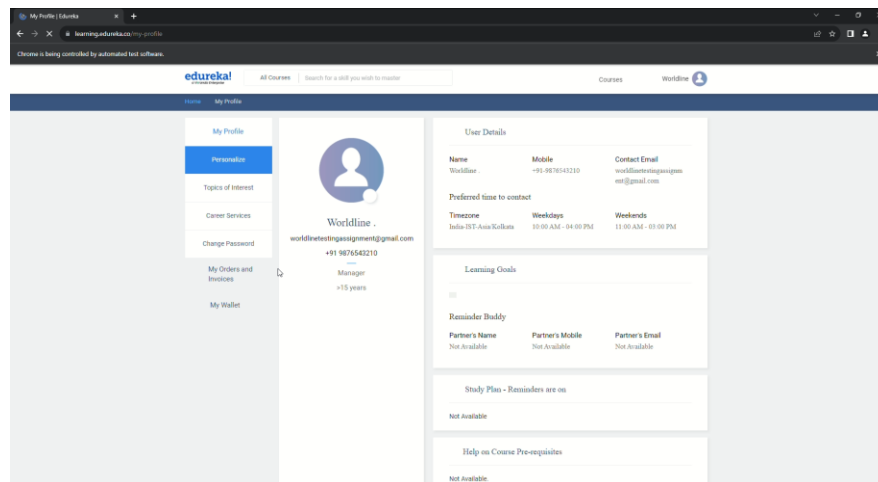 My Profile | Edureka
learning.edureka.co/my-profile
Chrome is being controlled by automated test software.
edureka!
All Courses
Search for a skill you wish to master
Courses
Worldline
Home
My Profile
My Profile
Personalize
Topics of Interest
Career Services
Change Password
My Orders and
Invoices
My Wallet
Worldline .
worldlinetestingassignment@gmail.com
+91 9876543210
Manager
>15 years
User Details
Name
Mobile
Contact Email
Worldline .
+91-9876543210
worldlinetestingassignm
ent@gmail.com
Preferred time to contact
Timezone
Weekdays
Weekends
India-IST-Asia/Kolkata
10:00 AM - 04:00 PM
11:00 AM - 03:00 PM
Learning Goals
Reminder Buddy
Partner's Name
Partner's Mobile
Partner's Email
Not Available
Not Available
Not Available
Study Plan - Reminders are on
Not Available
Help on Course Pre-requisites
Not Available.